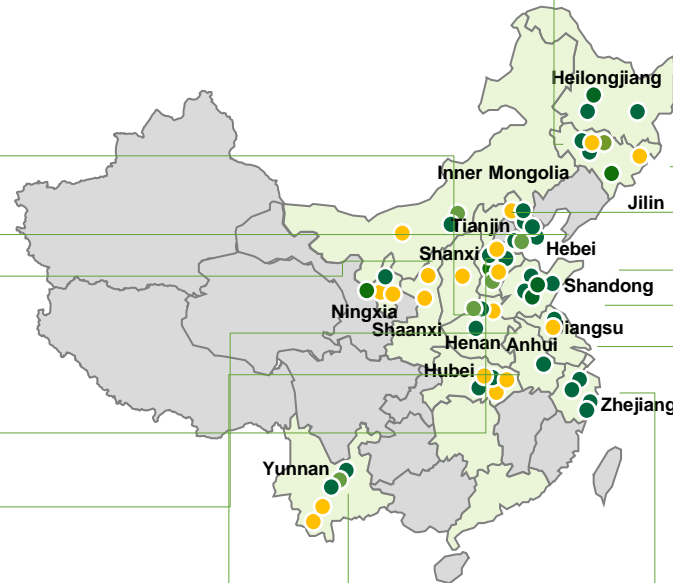 Heilongjiang
Inner Mongolia
Jilin
Tianjin
Hebei
Shanxi
Shandong
Ningxia
Shaanxi
iangsu
Henan
Anhui
Hubei
Zhejiang
Yunnan